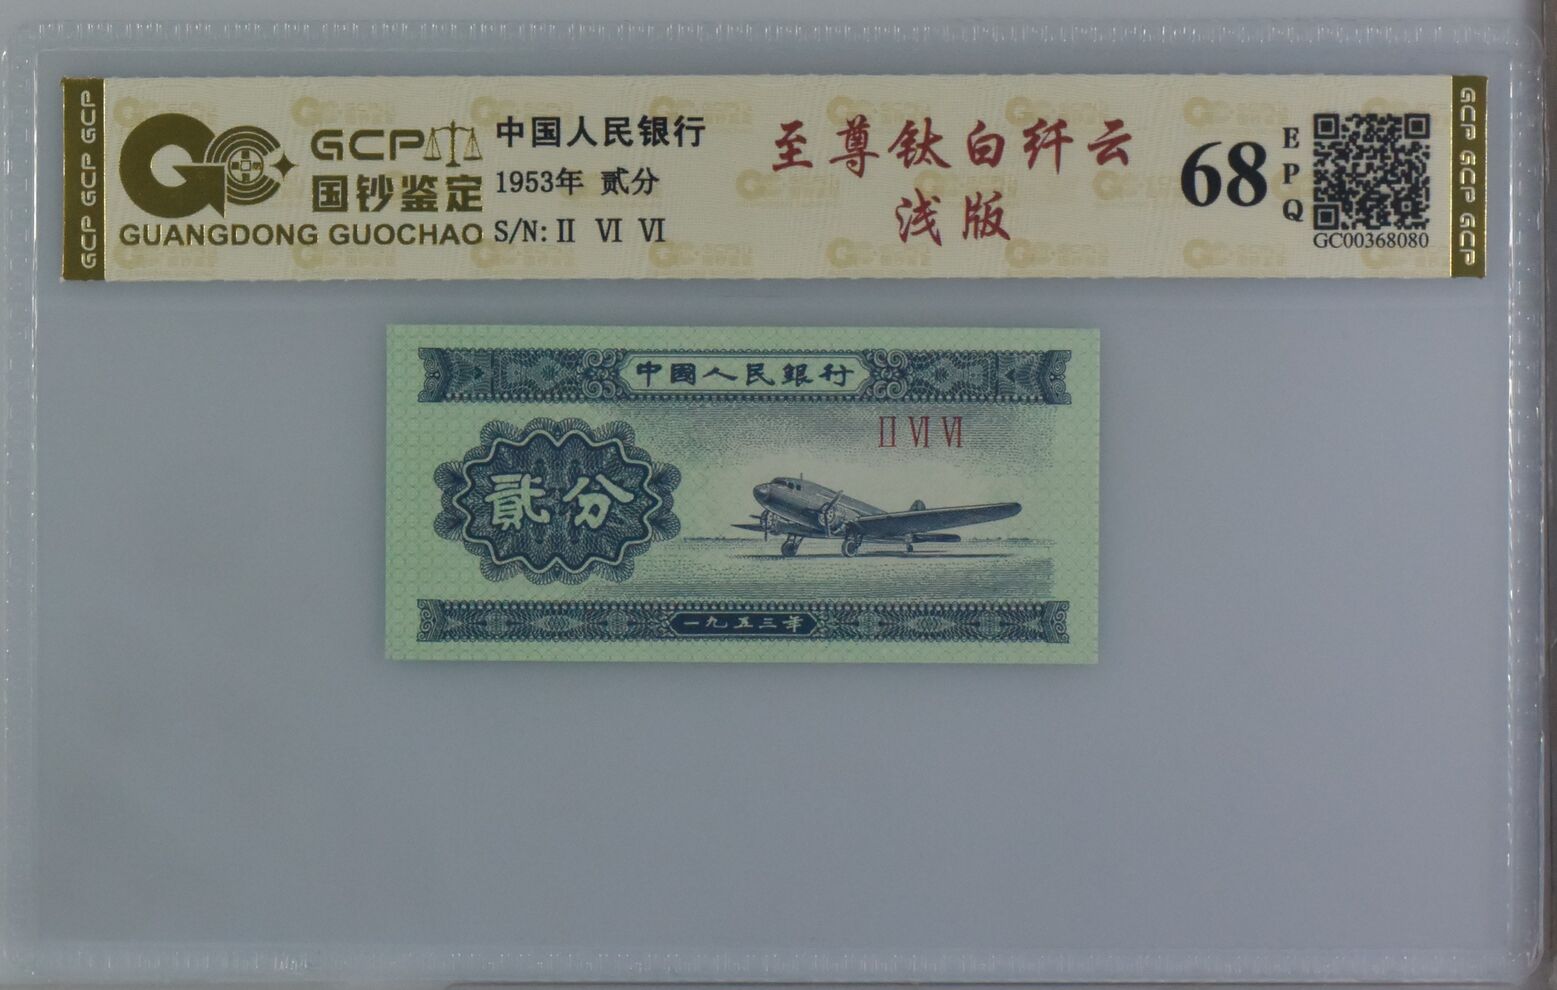 GCP GCP GCP
GCP
国钞鉴定
GUANGDONG GUOCHAO
中国人民银行
1953年 贰分
S/N: II VI VI
至尊钛白纤云
浅版
68
EPQ
GC00368080
GCP GCP GCP
中國人民銀行
II VI VI
貳分
一九五三年